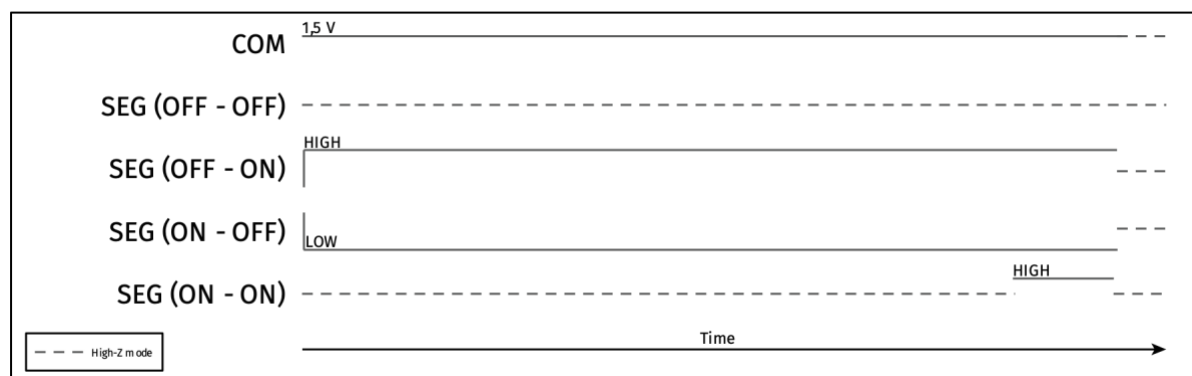 1,5 V
COM
SEG (OFF - OFF)
HIGH
SEG (OFF - ON)
SEG (ON - OFF)
LOW
HIGH
SEG (ON - ON)
Time
High-Z mode